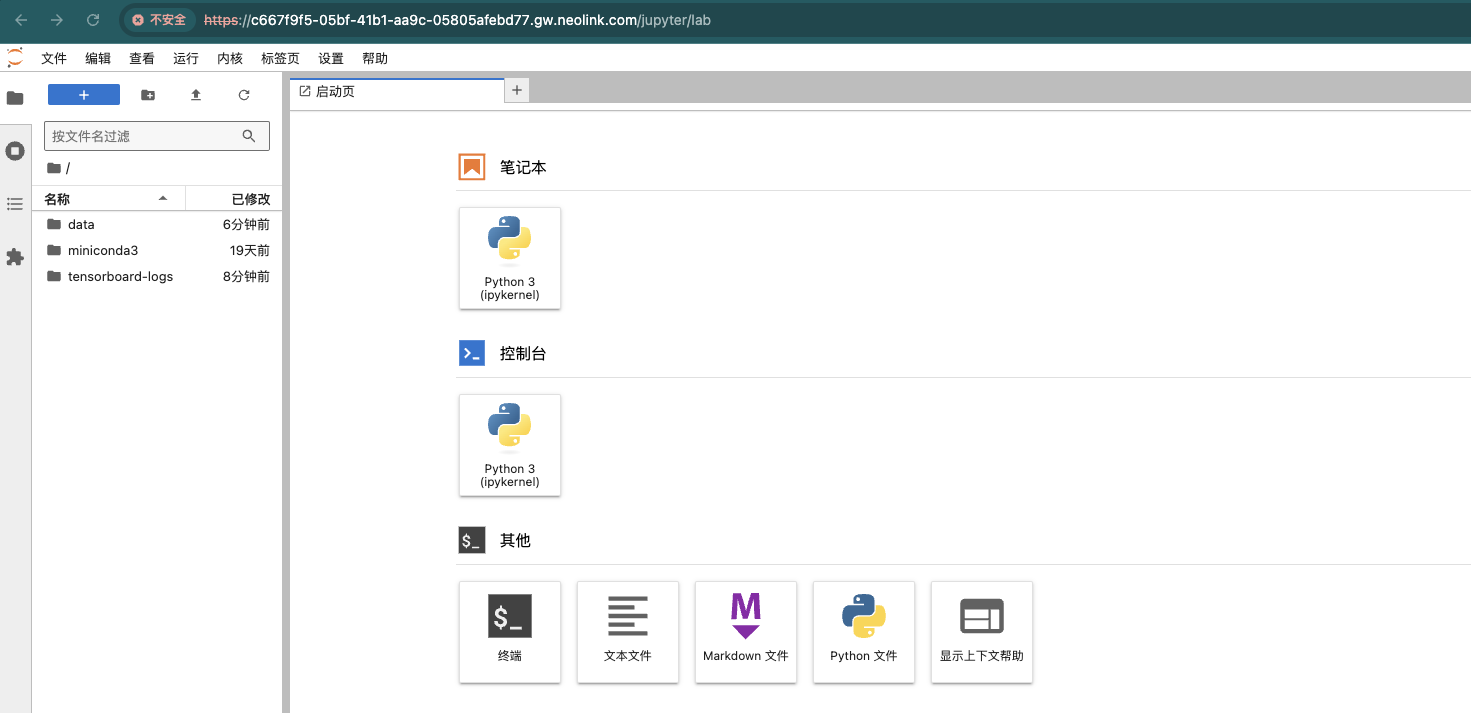 不安全 https://c667f9f5-05bf-41b1-aa9c-05805afebd77.gw.neolink.com/jupyter/lab
文件 编辑 查看 运行 内核 标签页 设置 帮助
+
启动页 +
按文件名过滤
/
名称 已修改
data 6分钟前
miniconda3 19天前
tensorboard-logs 8分钟前
笔记本
Python 3
(ipykernel)
控制台
Python 3
(ipykernel)
$_ 其他
$_ M
终端 文本文件 Markdown 文件 Python 文件 显示上下文帮助